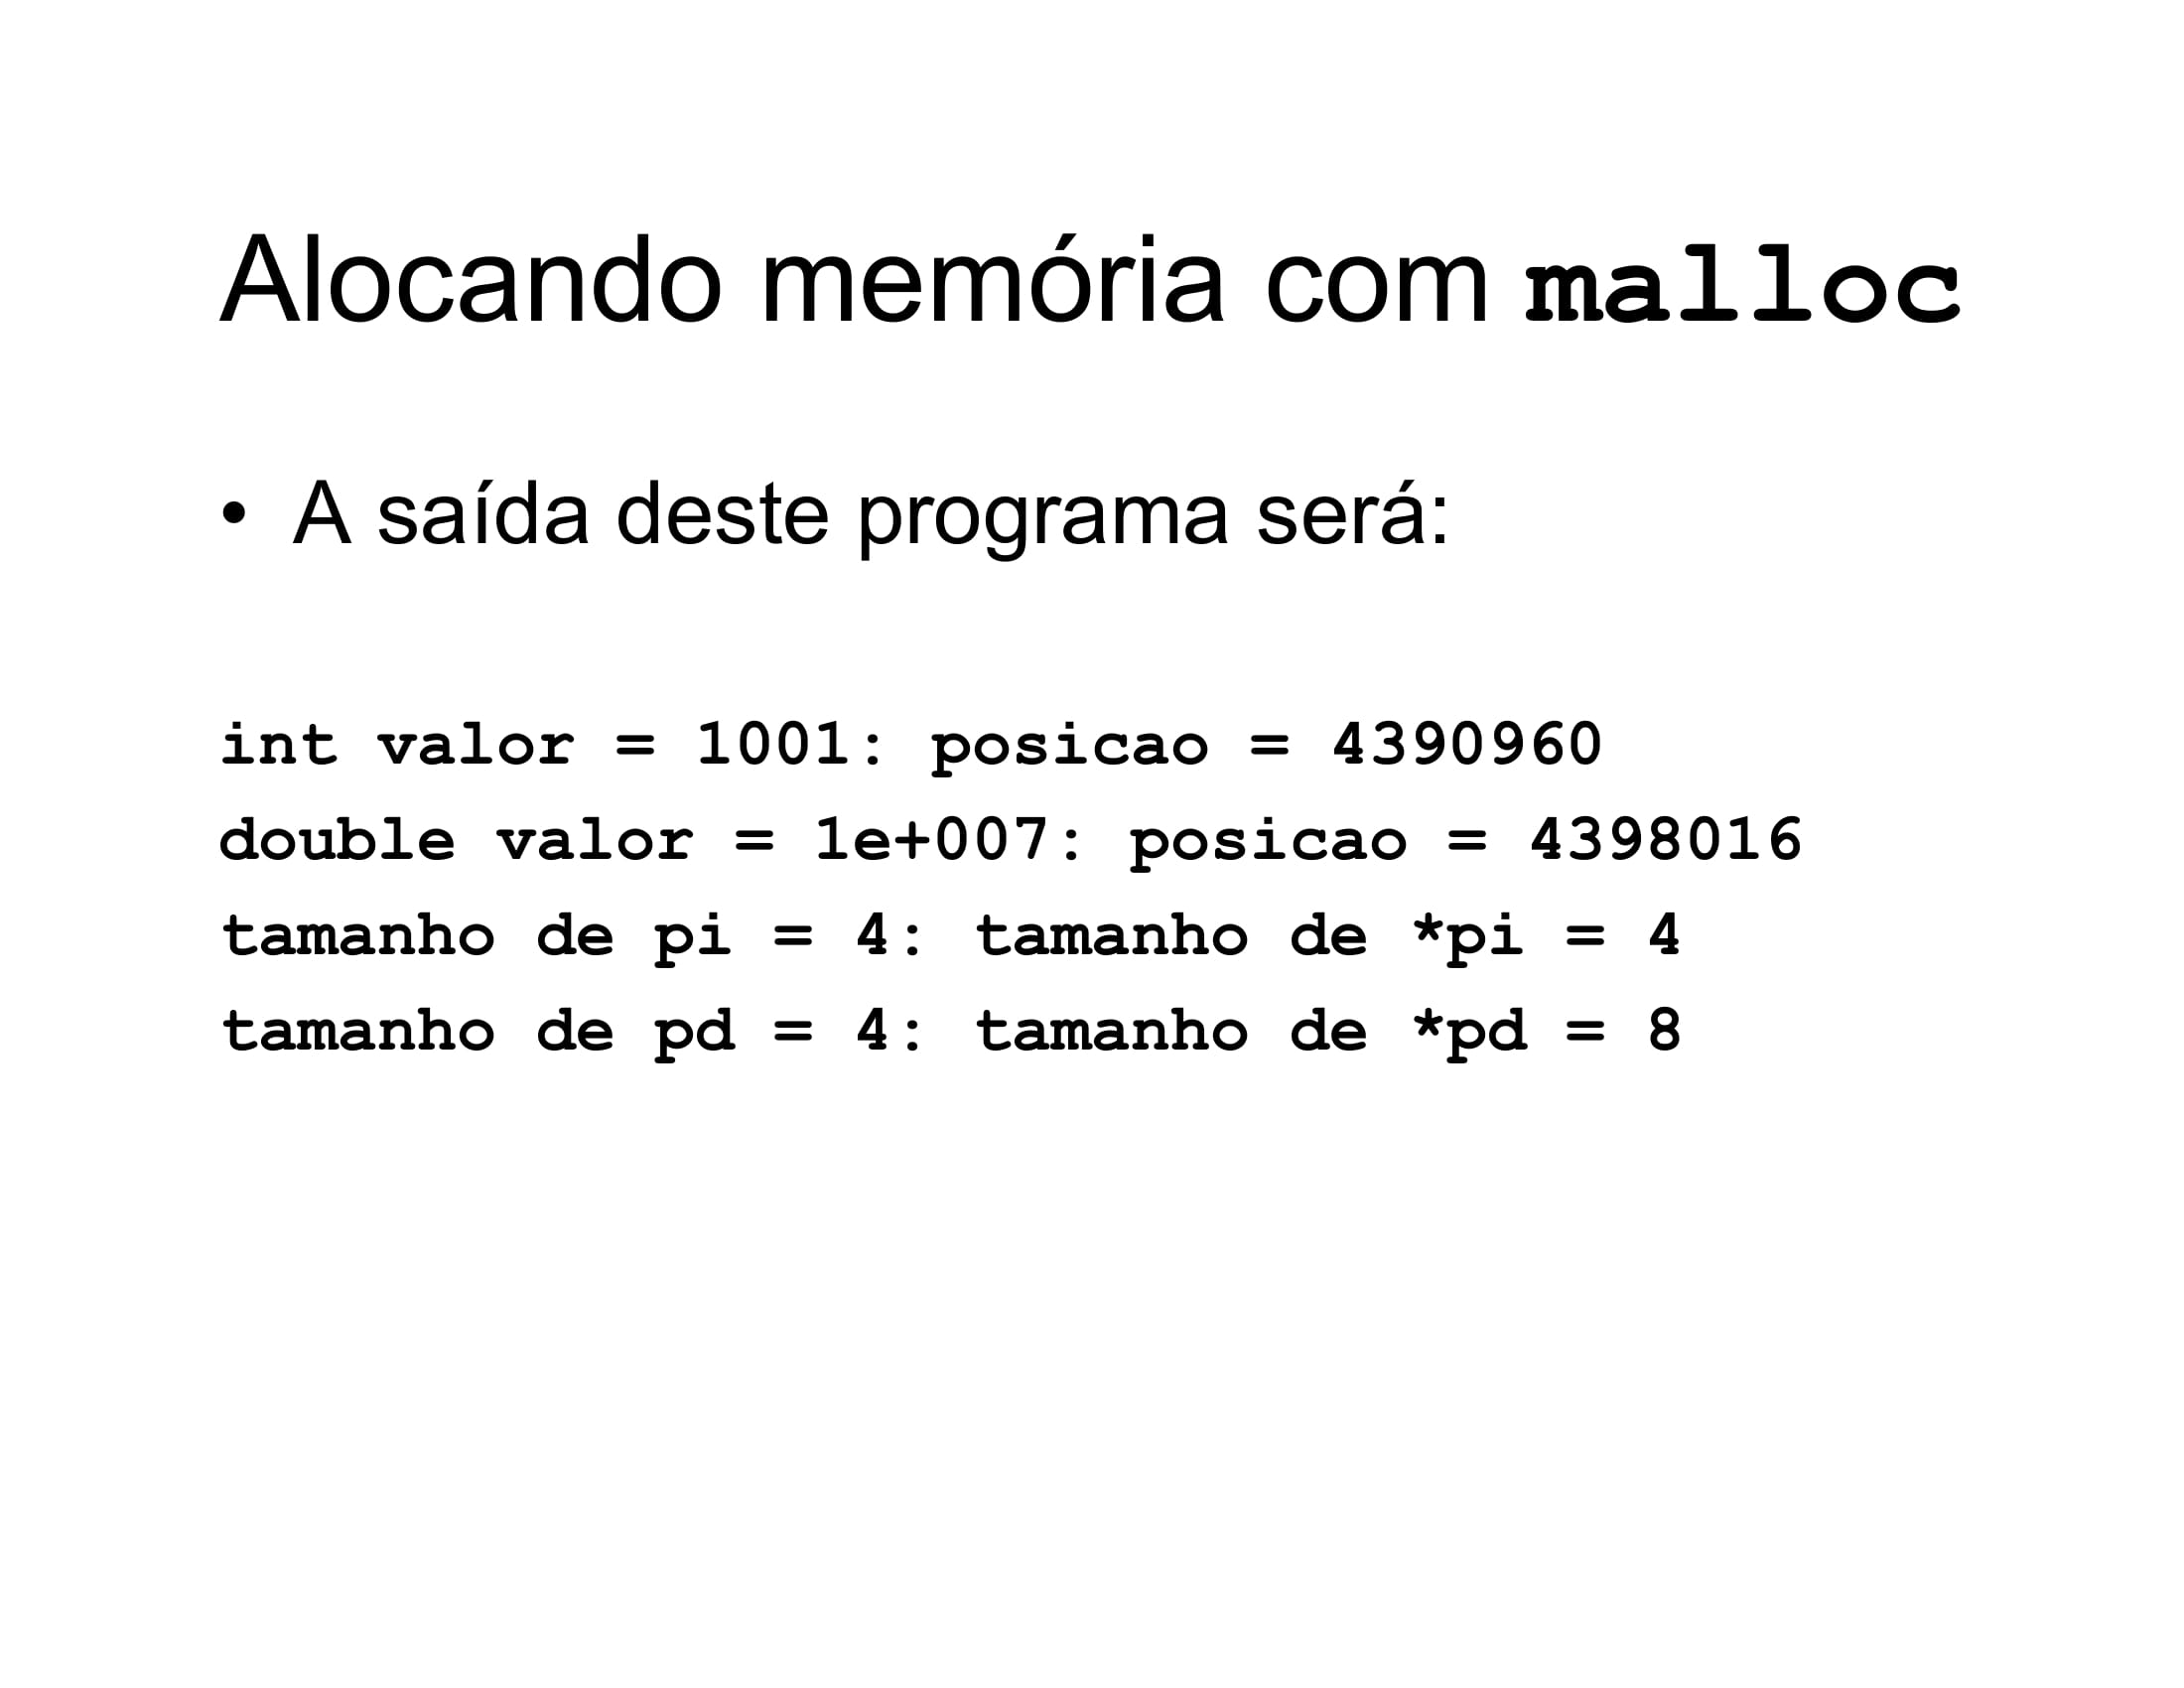 Alocando memória com malloc
• A saída deste programa será:
int valor = 1001: posicao = 4390960
double valor = 1e+007: posicao = 4398016
tamanho de pi = 4: tamanho de *pi = 4
tamanho de pd = 4: tamanho de *pd = 8